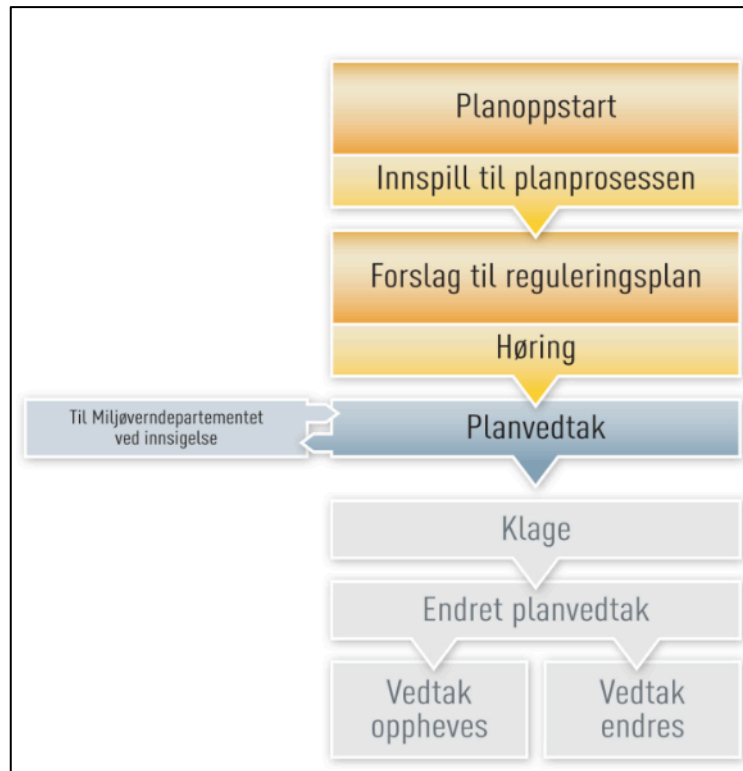 Planoppstart
Innspill til planprosessen
Forslag til reguleringsplan
Høring
Til Miljøverndepartementet
ved innsigelse
Planvedtak
Klage
Endret planvedtak
Vedtak
oppheves
Vedtak
endres